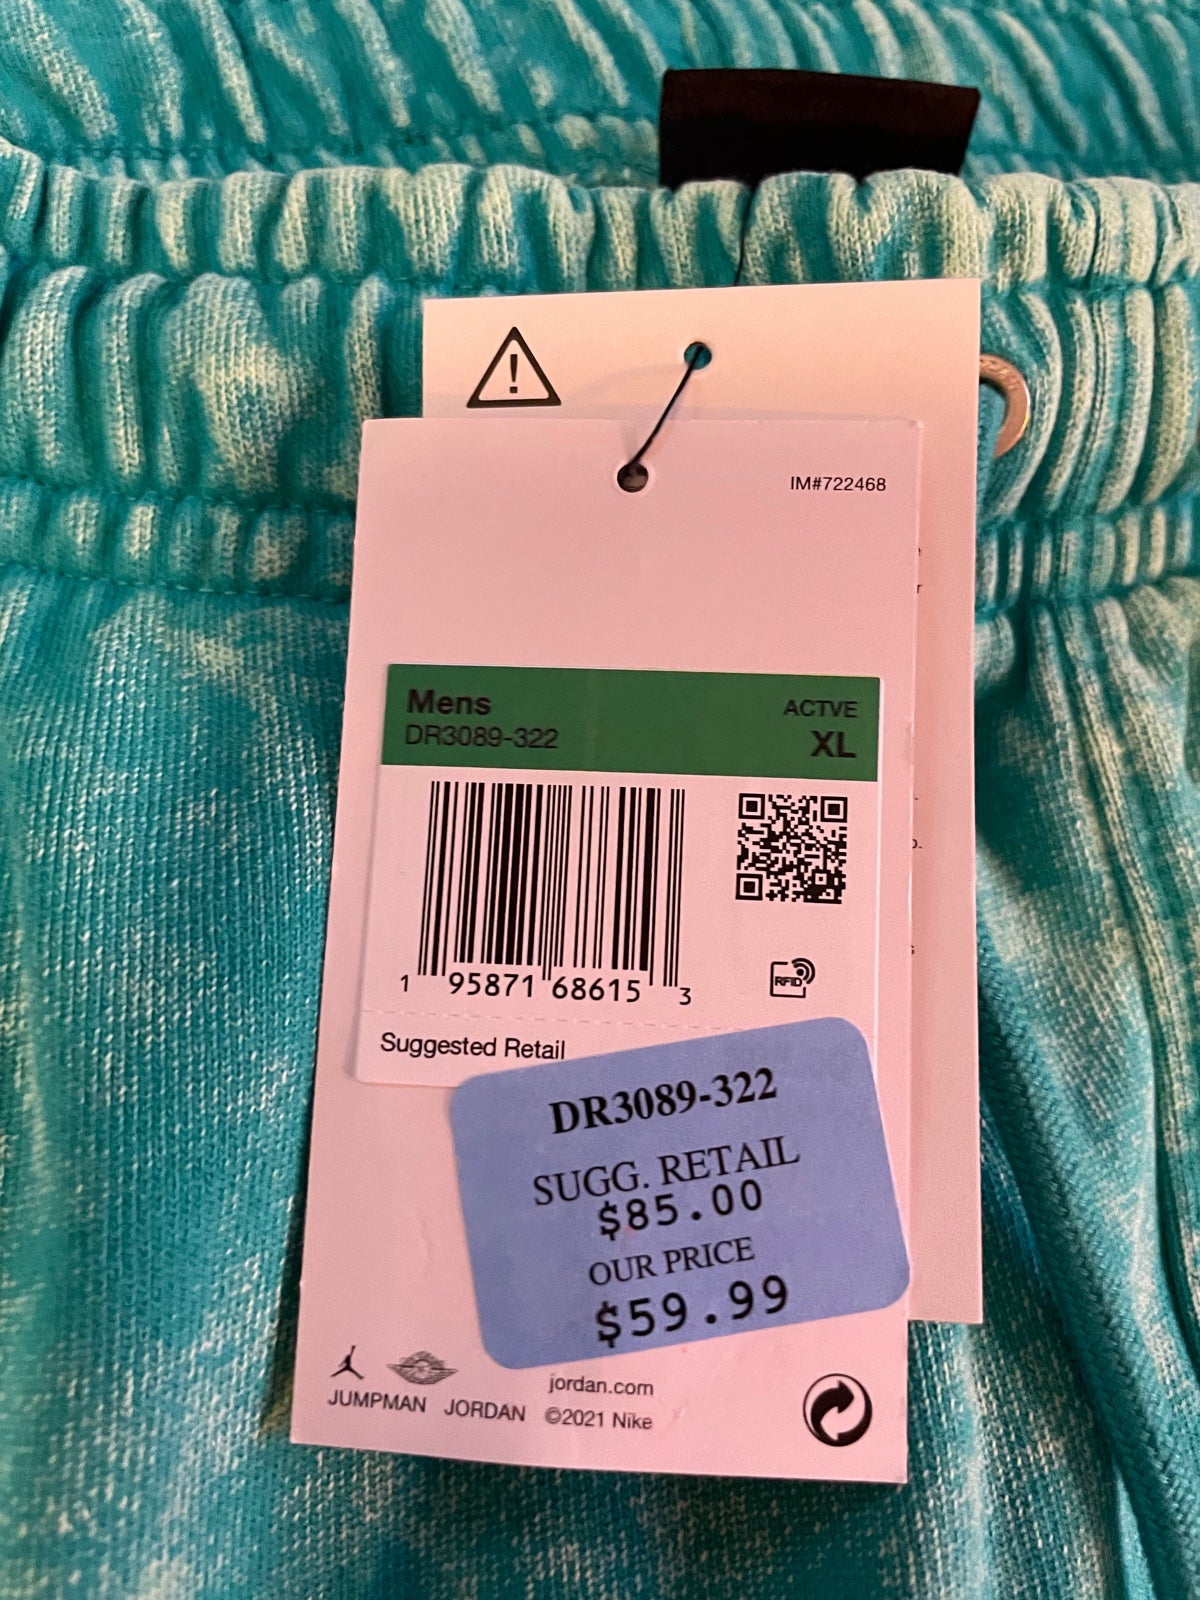 IM#722468
Mens
ACTVE
DR3089-322
XL
1 95871 68615 3
RFID
Suggested Retail
DR3089-322
SUGG. RETAIL
$85.00
OUR PRICE
$59.99
JUMPMAN JORDAN
jordan.com
©2021 Nike